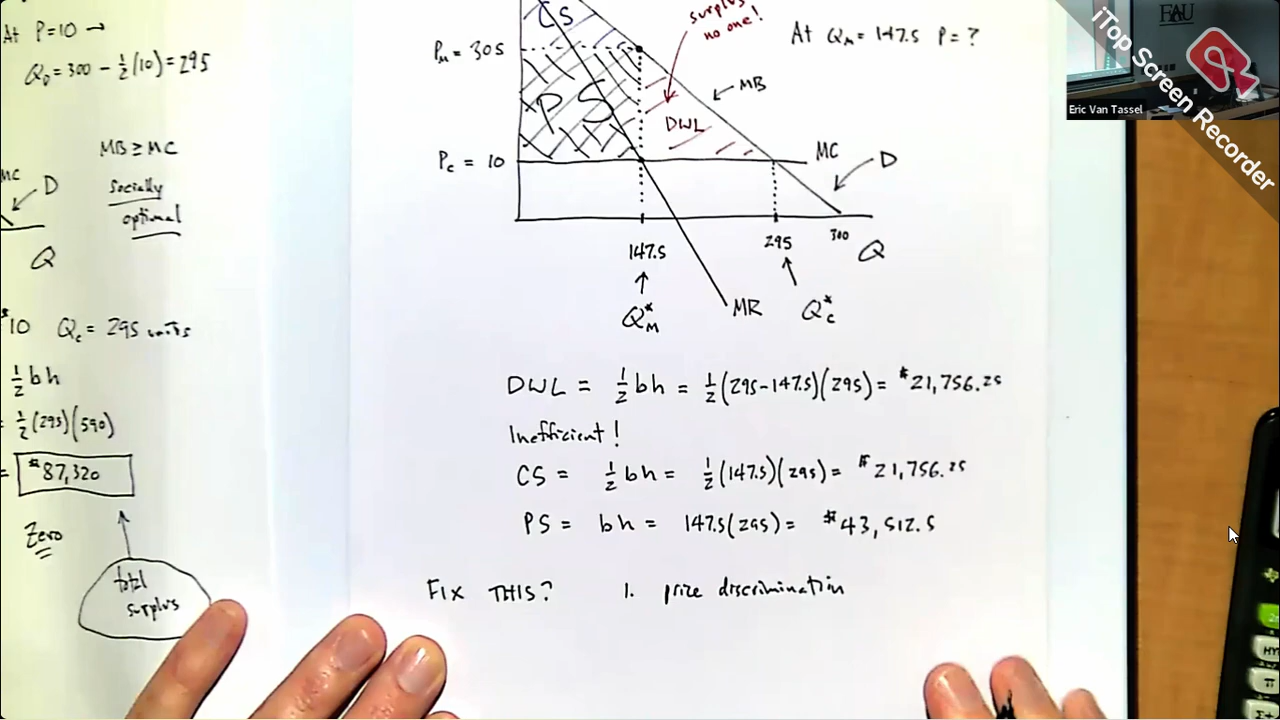 At P=10 →
Q_D = 300 - 1/2(10) = 295
MB ≥ MC
Socially
optimal
MC
D
Q
$10 Q_c = 295 units
1/2 bh
= 1/2(295)(590)
= $87,320
Zero
total
surplus
CS
surplus
no one!
At Q_M = 147.5 P = ?
P_M = 305
MB
PS
DWL
P_c = 10
MC
D
147.5
295
300
Q
Q*_M
MR
Q*_c
DWL = 1/2 bh = 1/2(295-147.5)(295) = $21,756.25
Inefficient!
CS = 1/2 bh = 1/2(147.5)(295) = $21,756.25
PS = bh = 147.5(295) = $43,512.5
FIX THIS? 1. price discrimination
FAU
Eric Van Tassel
iTop Screen Recorder
HY
π
Σ+